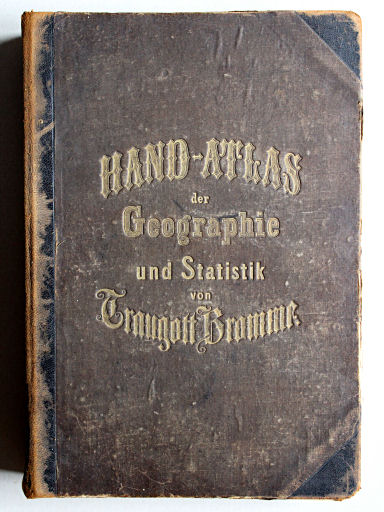 HAND-ATLAS
der
Geographie
und Statistik
von
Traugott Bromme.